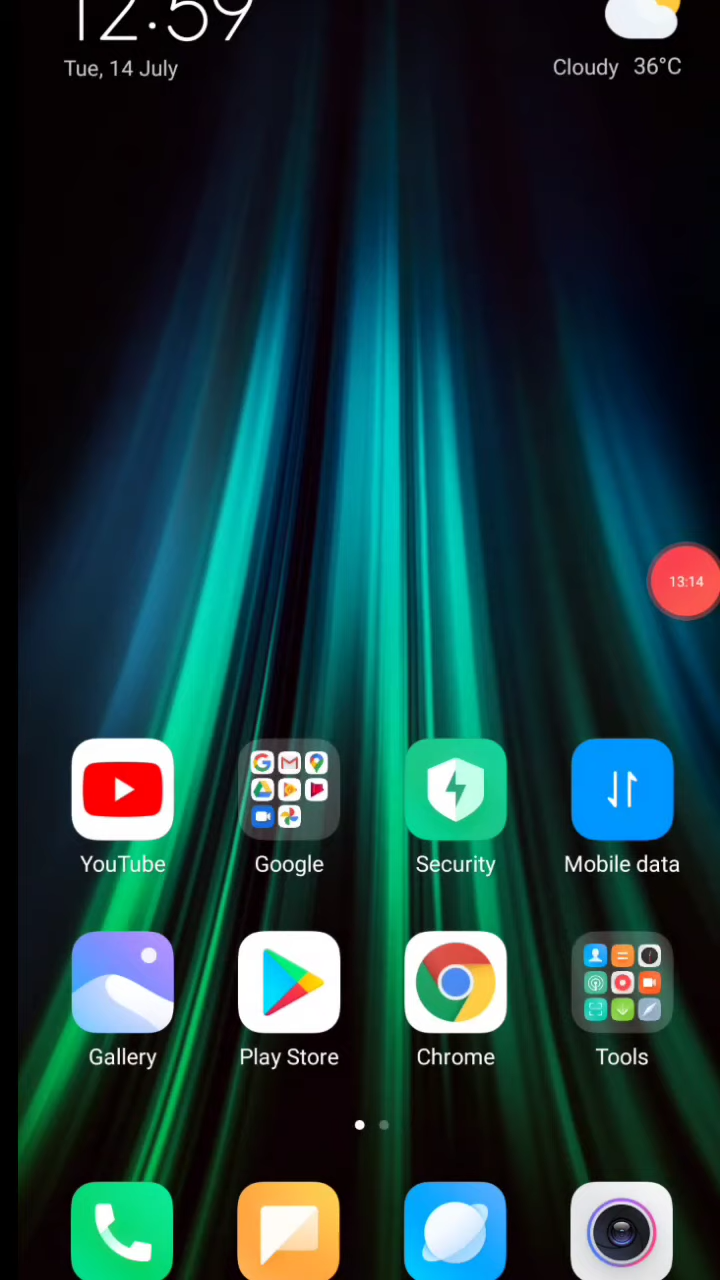 12:59
Tue, 14 July
Cloudy 36°C
13:14
YouTube
Google
Security
Mobile data
Gallery
Play Store
Chrome
Tools